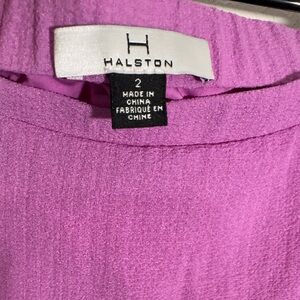 H
HALSTON
2
MADE IN
CHINA
FABRIQUÉ EN
CHINE